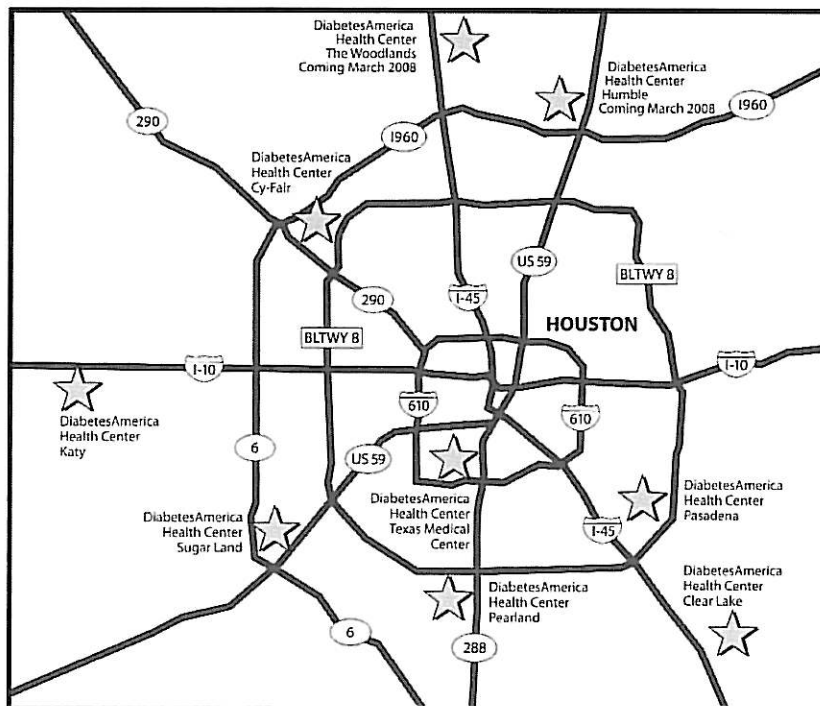 DiabetesAmerica
Health Center
The Woodlands
Coming March 2008
DiabetesAmerica
Health Center
Humble
Coming March 2008
290
1960
1960
DiabetesAmerica
Health Center
Cy-Fair
US 59
BLTWY 8
290
I-45
HOUSTON
BLTWY 8
I-10
I-10
610
610
DiabetesAmerica
Health Center
Katy
6
US 59
DiabetesAmerica
Health Center
Texas Medical
Center
DiabetesAmerica
Health Center
Pasadena
DiabetesAmerica
Health Center
Sugar Land
I-45
DiabetesAmerica
Health Center
Clear Lake
DiabetesAmerica
Health Center
Pearland
6
288